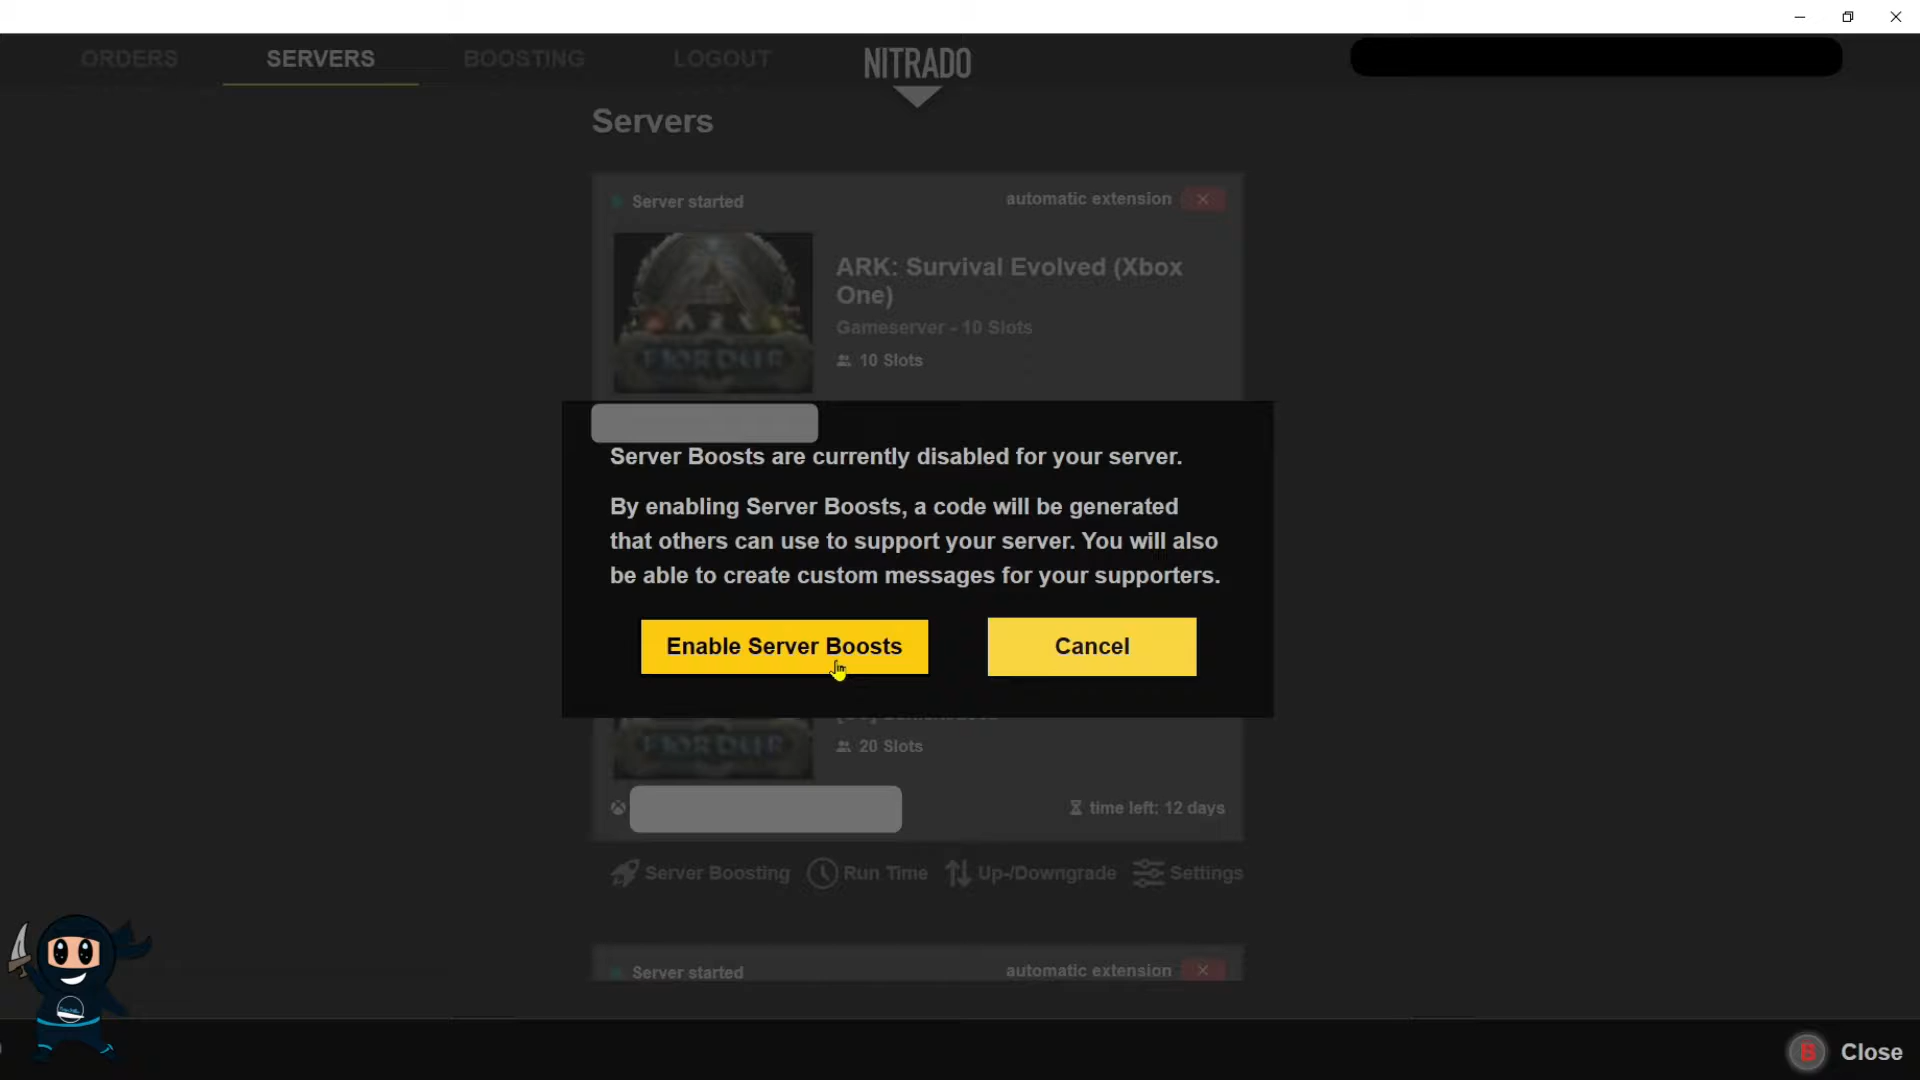 ORDERS SERVERS BOOSTING LOGOUT NITRADO
Servers
Server started automatic extension
ARK: Survival Evolved (Xbox
One)
Gameserver - 10 Slots
10 Slots
ARK
FJORDUR
Server Boosts are currently disabled for your server.
By enabling Server Boosts, a code will be generated
that others can use to support your server. You will also
be able to create custom messages for your supporters.
Enable Server Boosts Cancel
FJORDUR
20 Slots
time left: 12 days
Server Boosting Run Time Up-/Downgrade Settings
Server started automatic extension
B Close